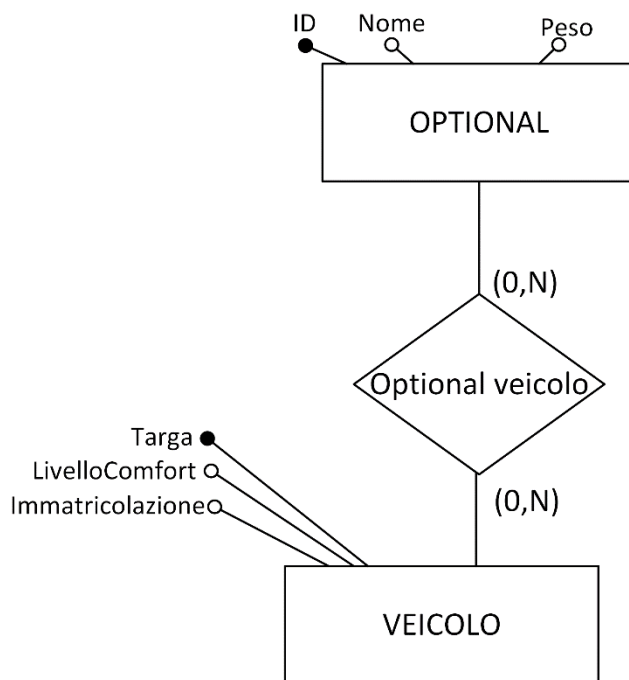 ID
Nome
Peso
OPTIONAL
(0,N)
Optional veicolo
Targa
LivelloComfort
Immatricolazione
(0,N)
VEICOLO